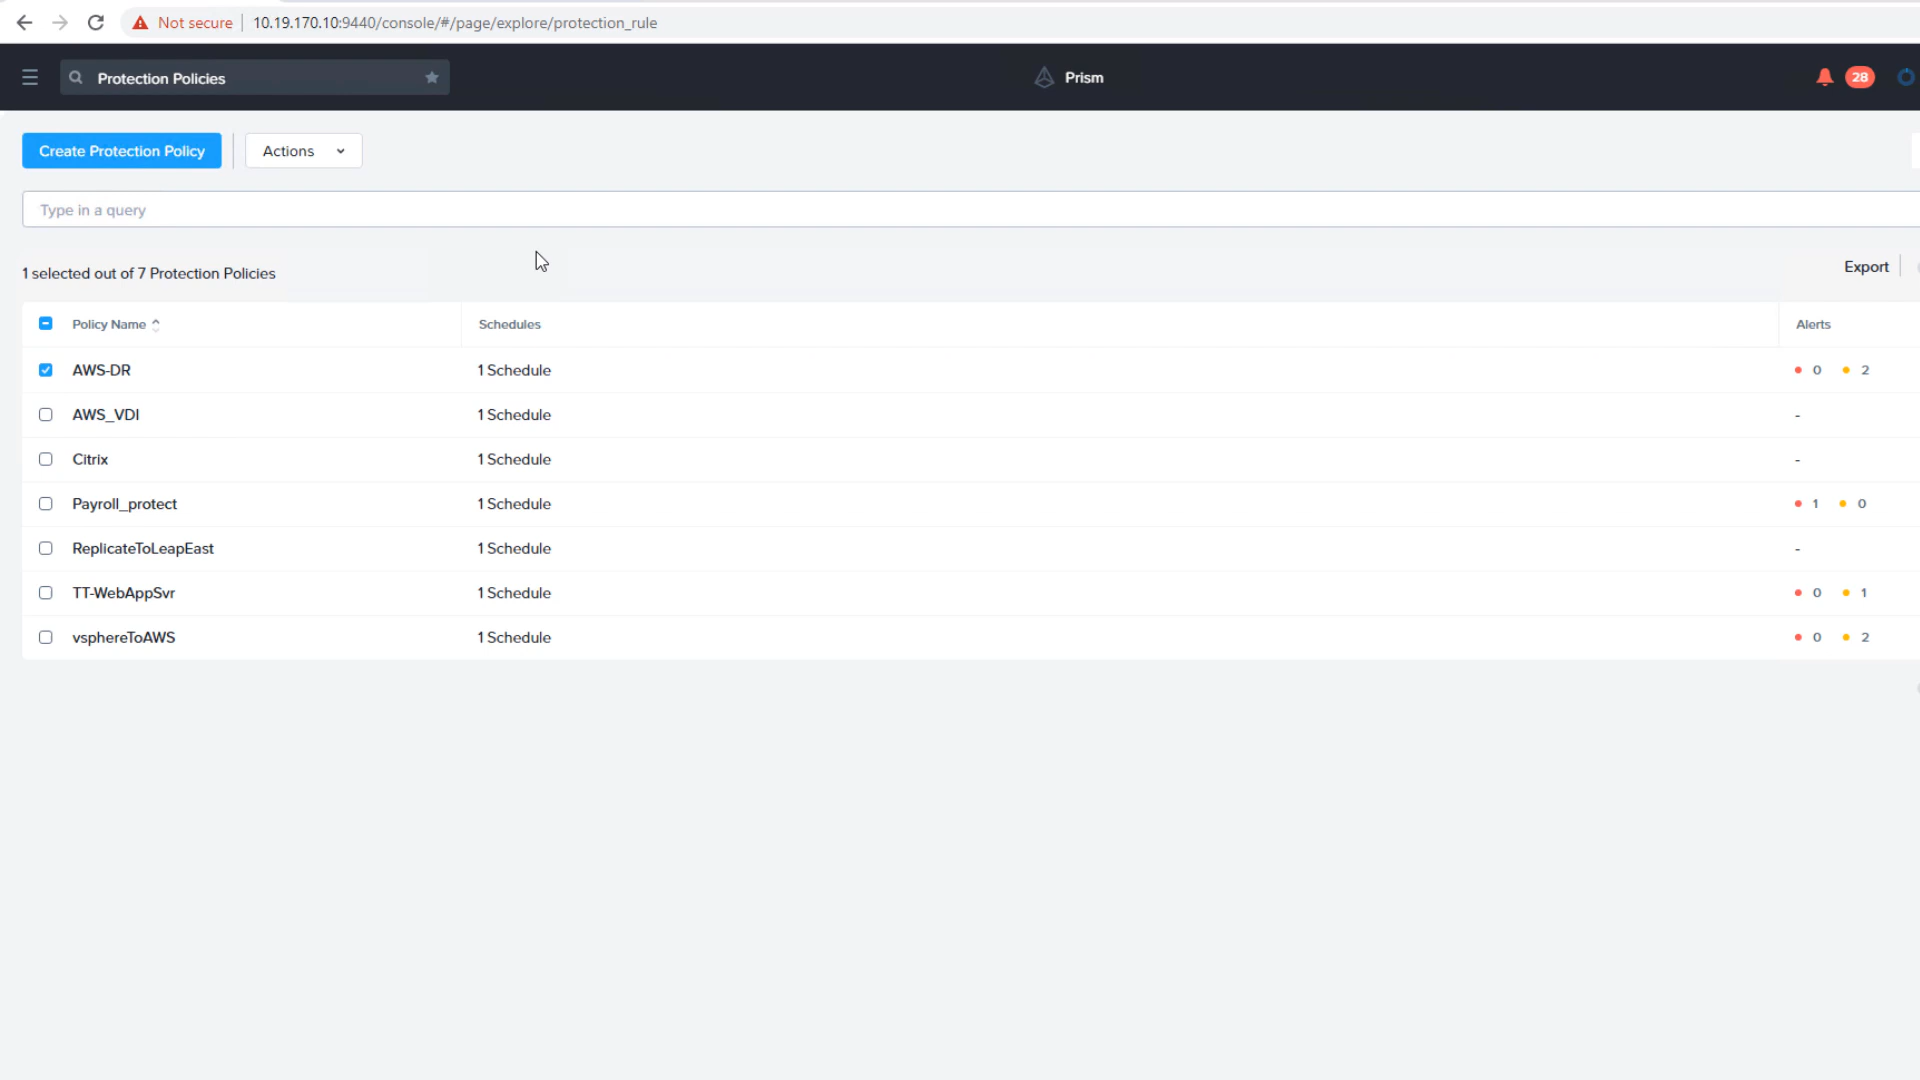 Not secure 10.19.170.10:9440/console/#/page/explore/protection_rule
Protection Policies
Prism
28
Create Protection Policy
Actions
Type in a query
1 selected out of 7 Protection Policies
Export
Policy Name Schedules Alerts
AWS-DR 1 Schedule 0 2
AWS_VDI 1 Schedule -
Citrix 1 Schedule -
Payroll_protect 1 Schedule 1 0
ReplicateToLeapEast 1 Schedule -
TT-WebAppSvr 1 Schedule 0 1
vsphereToAWS 1 Schedule 0 2